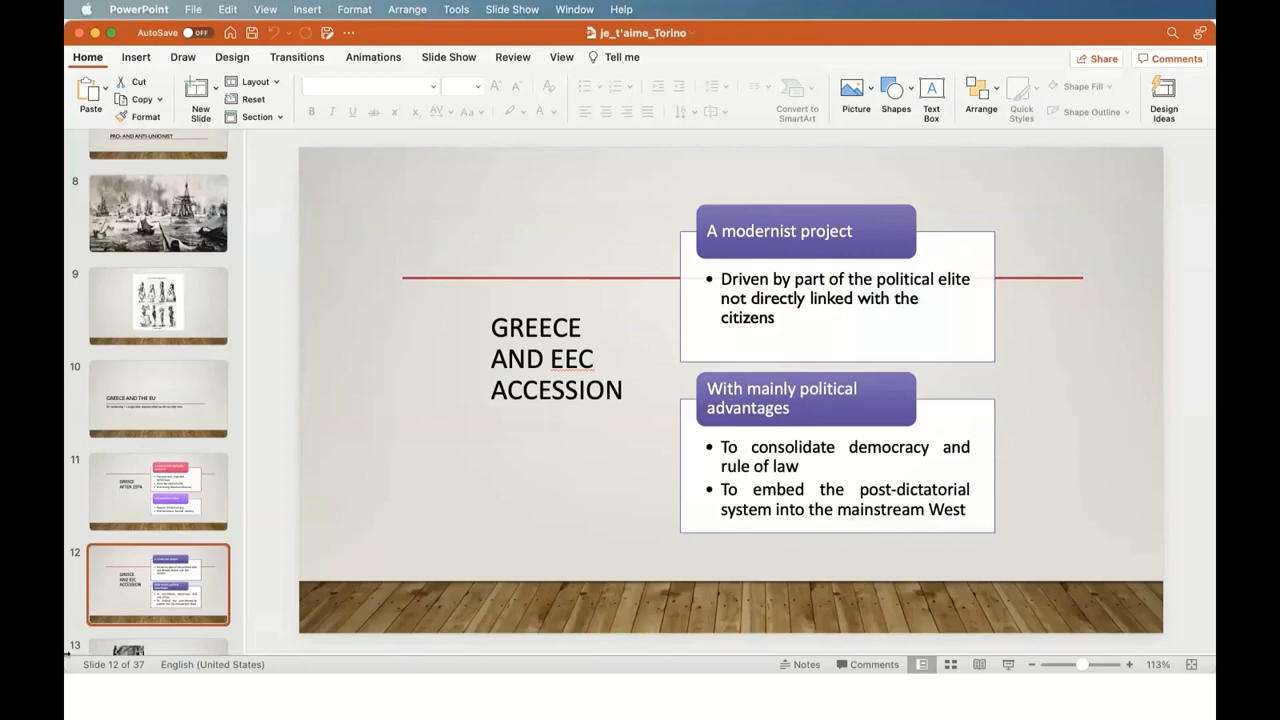 PowerPoint File Edit View Insert Format Arrange Tools Slide Show Window Help
AutoSave OFF je_t'aime_Torino
Home Insert Draw Design Transitions Animations Slide Show Review View Tell me Share Comments
Paste Cut Copy Format New Slide Layout Reset Section Convert to SmartArt Picture Shapes Text Box Arrange Quick Styles Shape Fill Shape Outline Design Ideas
PRO- AND ANTI-UNIONIST
8
9
10
GREECE AND THE EU
11
GREECE
AFTER 1974
12
GREECE
AND EEC
ACCESSION
13
GREECE
AND EEC
ACCESSION
A modernist project
• Driven by part of the political elite
not directly linked with the
citizens
With mainly political
advantages
• To consolidate democracy and
rule of law
• To embed the post-dictatorial
system into the mainstream West
Slide 12 of 37 English (United States) Notes Comments 113%